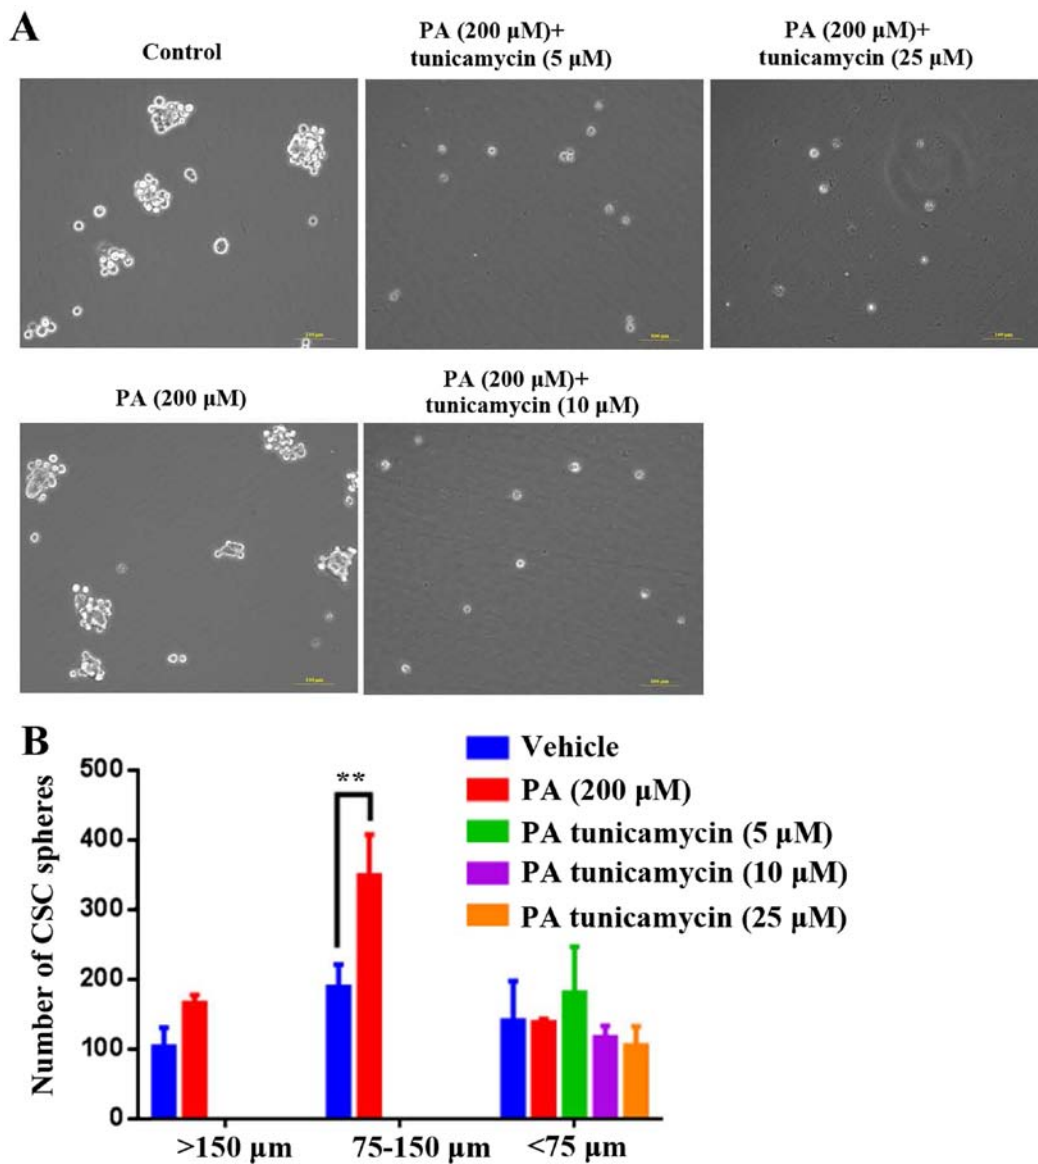 A
Control
PA (200 µM)+
tunicamycin (5 µM)
PA (200 µM)+
tunicamycin (25 µM)
PA (200 µM)
PA (200 µM)+
tunicamycin (10 µM)
B
Number of CSC spheres
500
400
300
200
100
0
**
Vehicle
PA (200 µM)
PA tunicamycin (5 µM)
PA tunicamycin (10 µM)
PA tunicamycin (25 µM)
>150 µm
75-150 µm
<75 µm